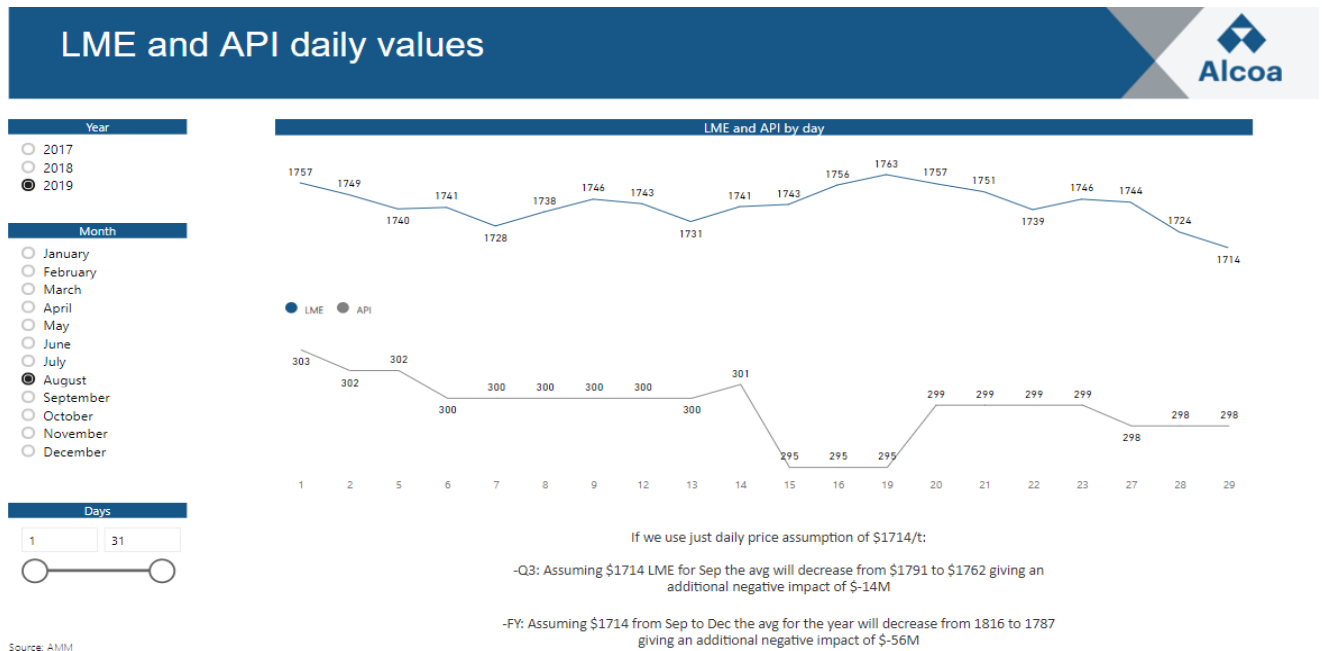 LME and API daily values
Alcoa
Year
2017
2018
2019
Month
January
February
March
April
May
June
July
August
September
October
November
December
Days
1 31
Source: AMM
LME and API by day
1757 1749 1740 1741 1728 1738 1746 1743 1731 1741 1743 1756 1763 1757 1751 1739 1746 1744 1724 1714
LME API
303 302 302 300 300 300 300 300 300 301 295 295 295 299 299 299 299 298 298 298
1 2 5 6 7 8 9 12 13 14 15 16 19 20 21 22 23 27 28 29
If we use just daily price assumption of $1714/t:
-Q3: Assuming $1714 LME for Sep the avg will decrease from $1791 to $1762 giving an
additional negative impact of $-14M
-FY: Assuming $1714 from Sep to Dec the avg for the year will decrease from 1816 to 1787
giving an additional negative impact of $-56M